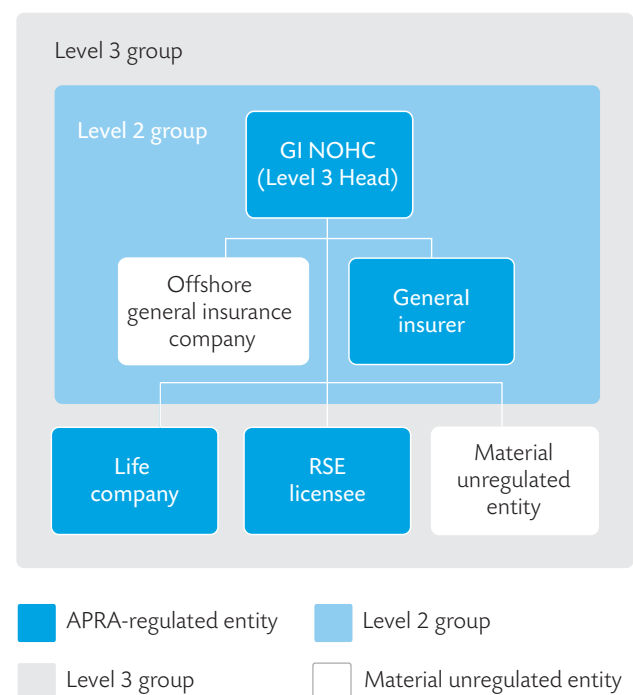 Level 3 group
Level 2 group
GI NOHC
(Level 3 Head)
Offshore
general insurance
company
General
insurer
Life
company
RSE
licensee
Material
unregulated
entity
APRA-regulated entity
Level 2 group
Level 3 group
Material unregulated entity